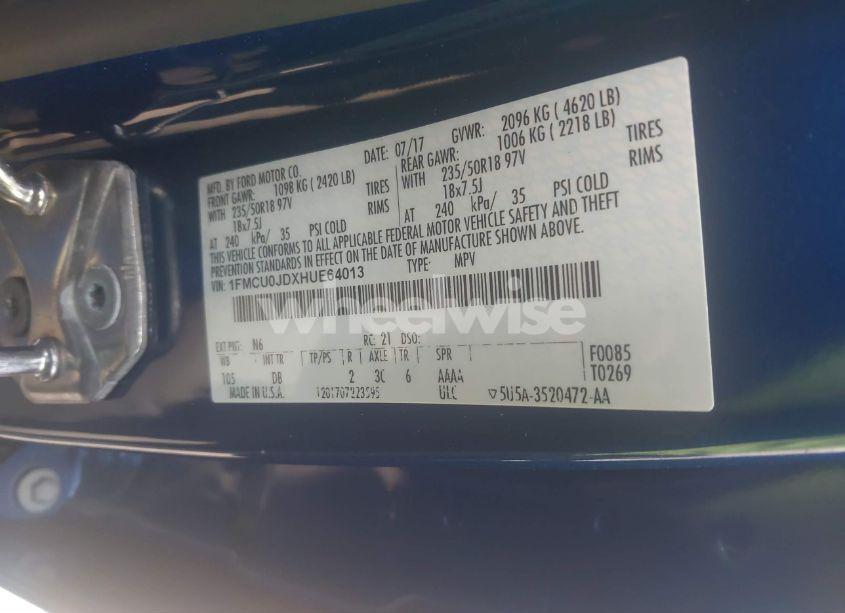 MFD. BY FORD MOTOR CO.
DATE: 07/17
GVWR: 2096 KG ( 4620 LB)
FRONT GAWR: 1098 KG ( 2420 LB)
REAR GAWR: 1006 KG ( 2218 LB)
WITH 235/50R18 97V TIRES
WITH 235/50R18 97V TIRES
18x7.5J RIMS
18x7.5J RIMS
AT 240 kPa/ 35 PSI COLD
AT 240 kPa/ 35 PSI COLD
THIS VEHICLE CONFORMS TO ALL APPLICABLE FEDERAL MOTOR VEHICLE SAFETY AND THEFT
PREVENTION STANDARDS IN EFFECT ON THE DATE OF MANUFACTURE SHOWN ABOVE.
VIN: 1FMCU0JDXHUE64013
TYPE: MPV
wheelwise
EXT PNT: N6 RC: 21 DSO:
WB INT TR TP/PS R AXLE TR SPR
105 DB 2 3C 6 AAAA
F0085
T0269
MADE IN U.S.A. ULC 5U5A-3520472-AA